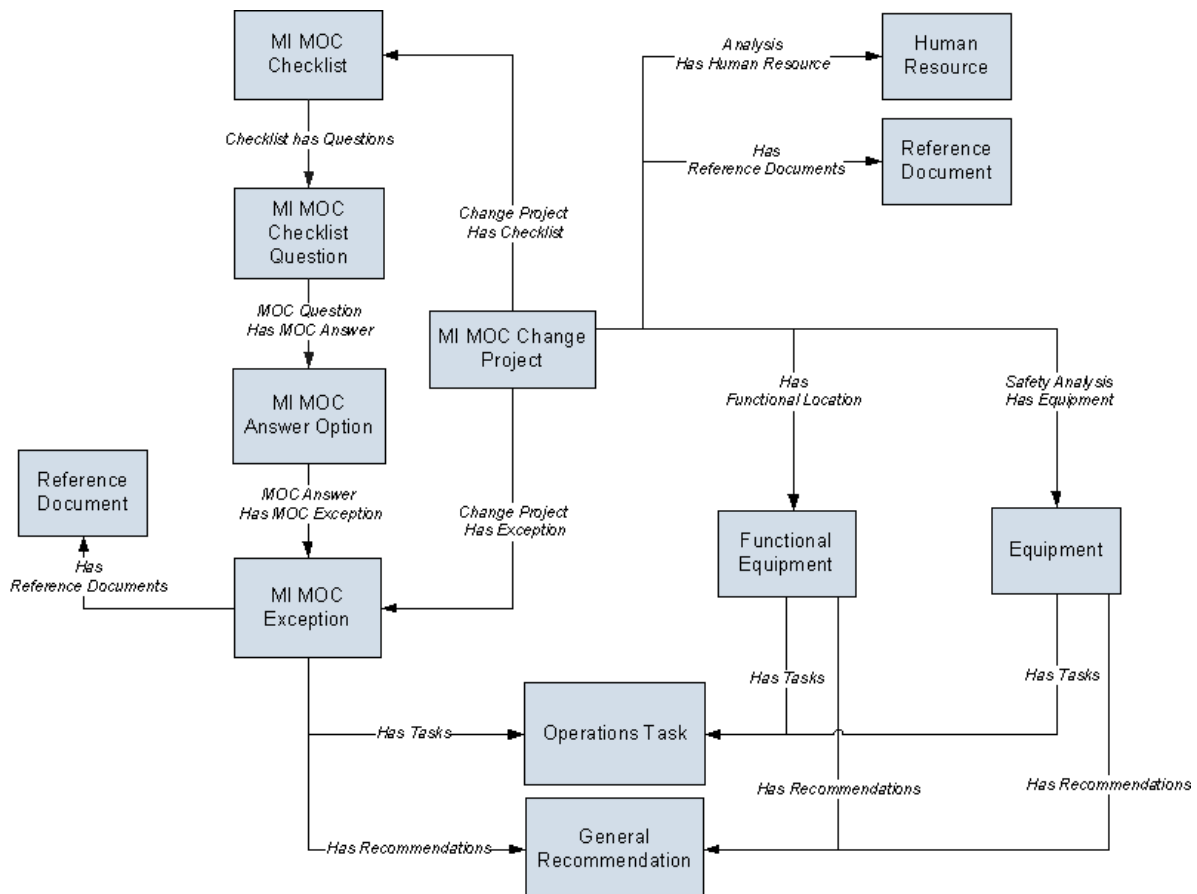 MI MOC
Checklist
Analysis
Has Human Resource
Human
Resource
Checklist has Questions
Has
Reference Documents
Reference
Document
MI MOC
Checklist
Question
Change Project
Has Checklist
MOC Question
Has MOC Answer
MI MOC Change
Project
MI MOC
Answer Option
Has
Functional Location
Safety Analysis
Has Equipment
Reference
Document
MOC Answer
Has MOC Exception
Change Project
Has Exception
Functional
Equipment
Equipment
Has
Reference Documents
MI MOC
Exception
Has Tasks
Has Tasks
Has Tasks
Operations Task
Has Recommendations
Has Recommendations
Has Recommendations
General
Recommendation